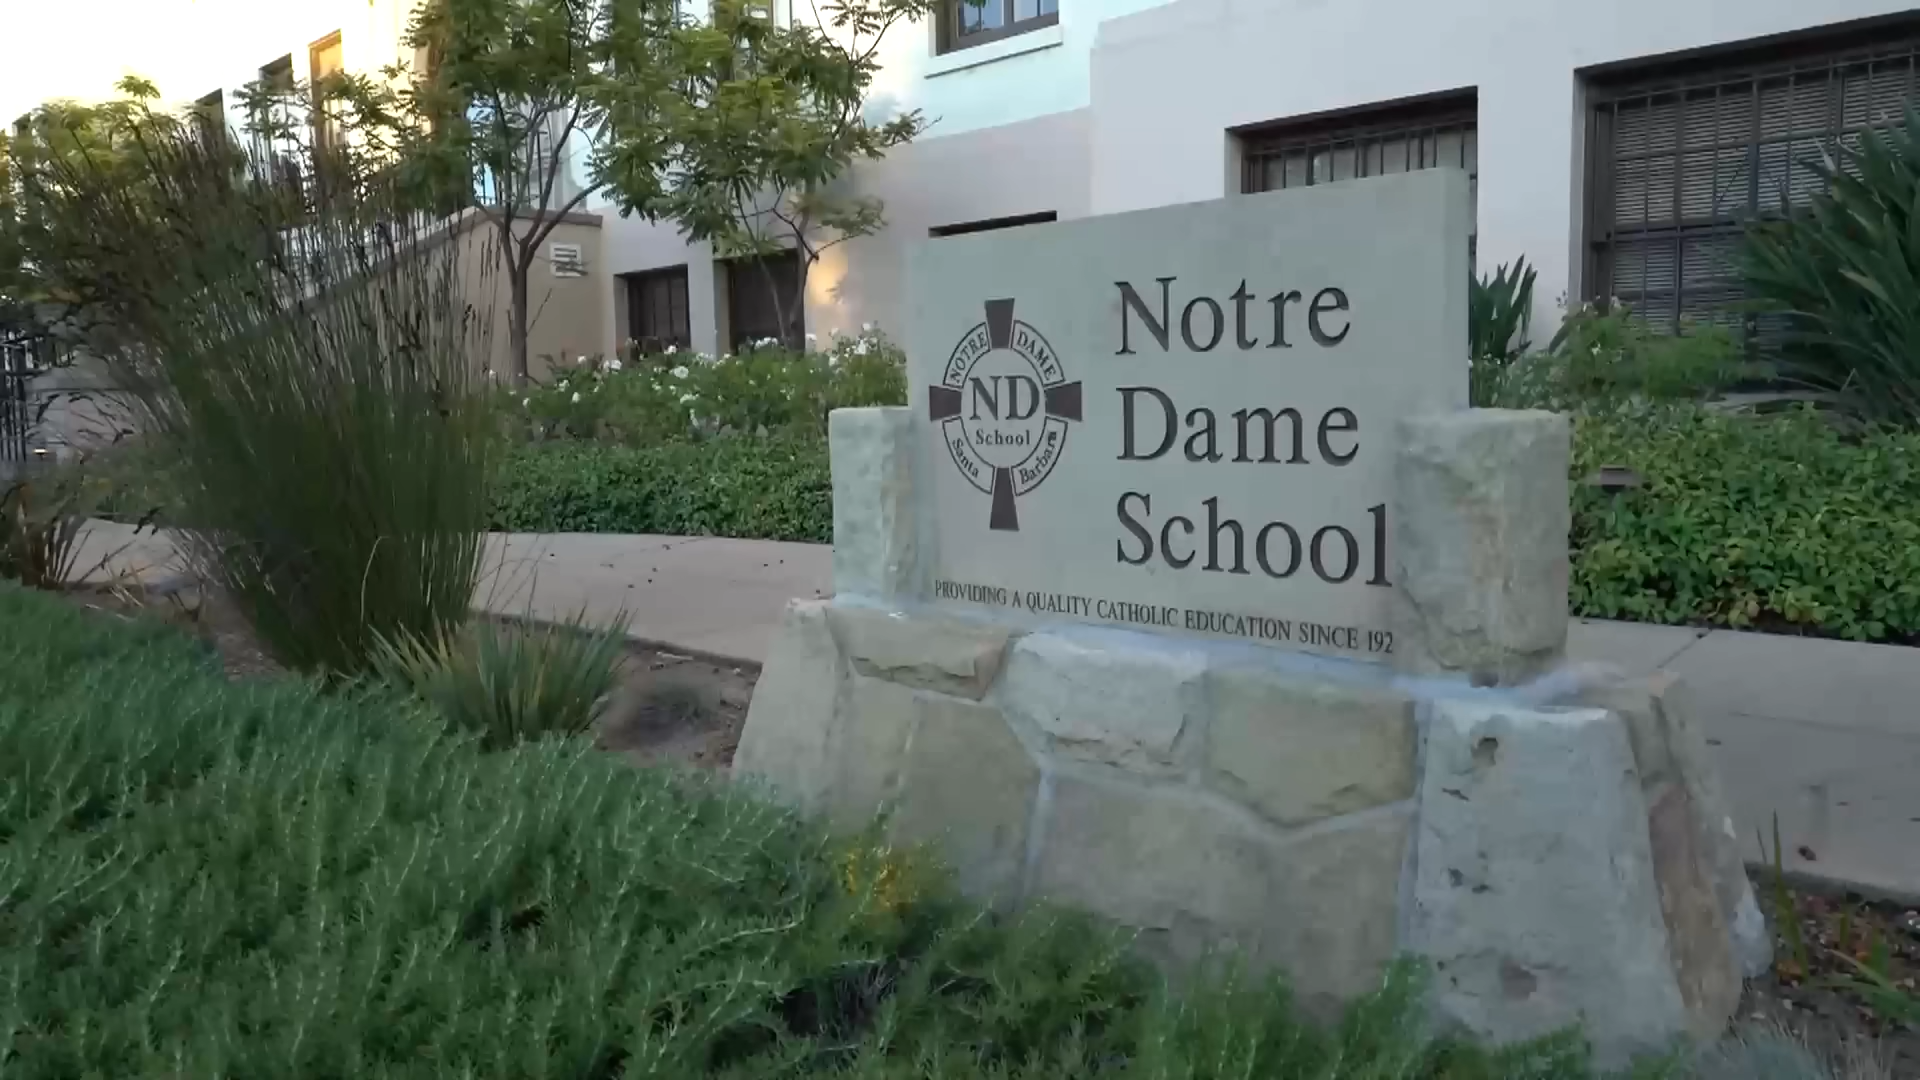 NOTRE DAME
ND
School
Santa Barbara
Notre
Dame
School
PROVIDING A QUALITY CATHOLIC EDUCATION SINCE 192